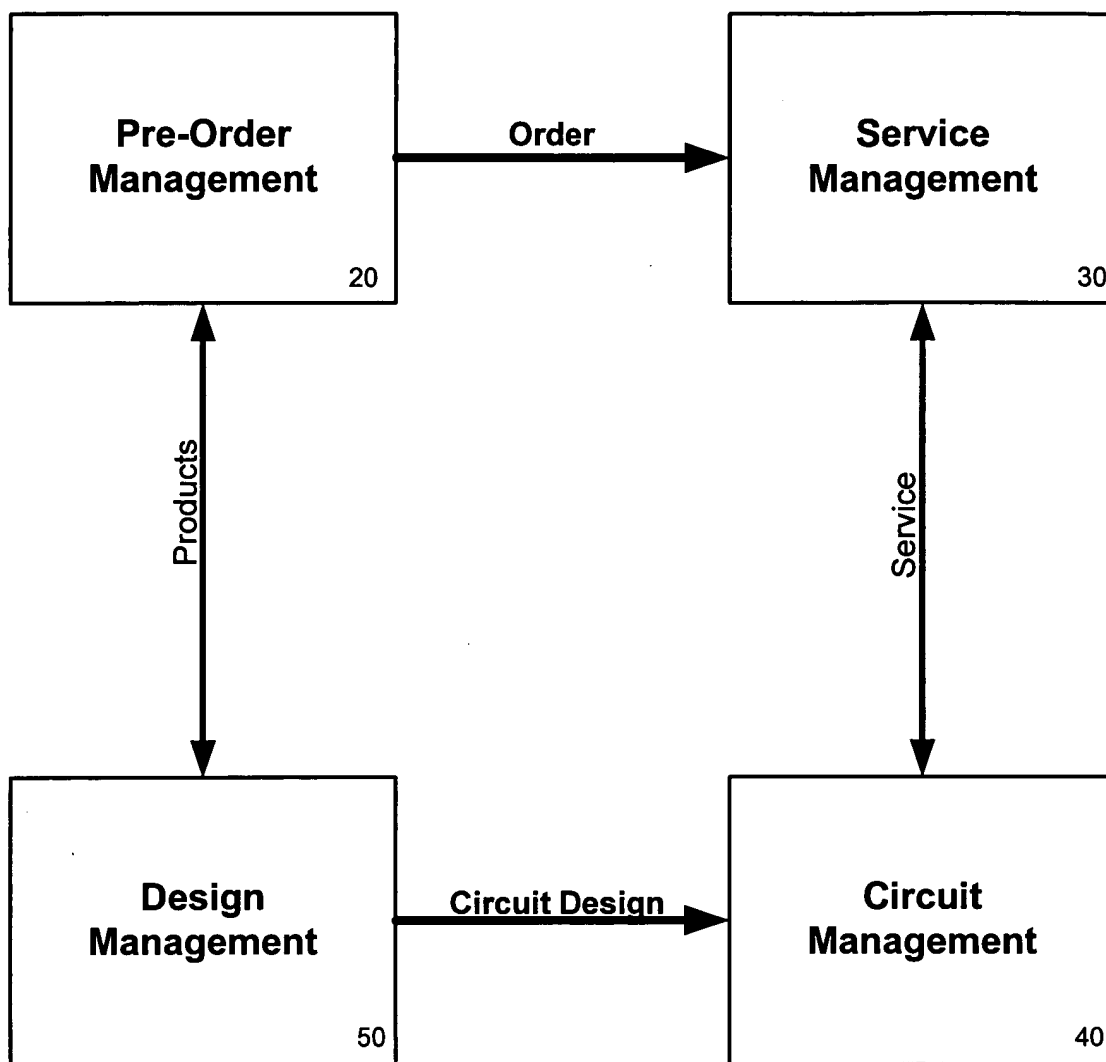 Pre-Order
Management
20
Order
Service
Management
30
Products
Service
Design
Management
50
Circuit Design
Circuit
Management
40